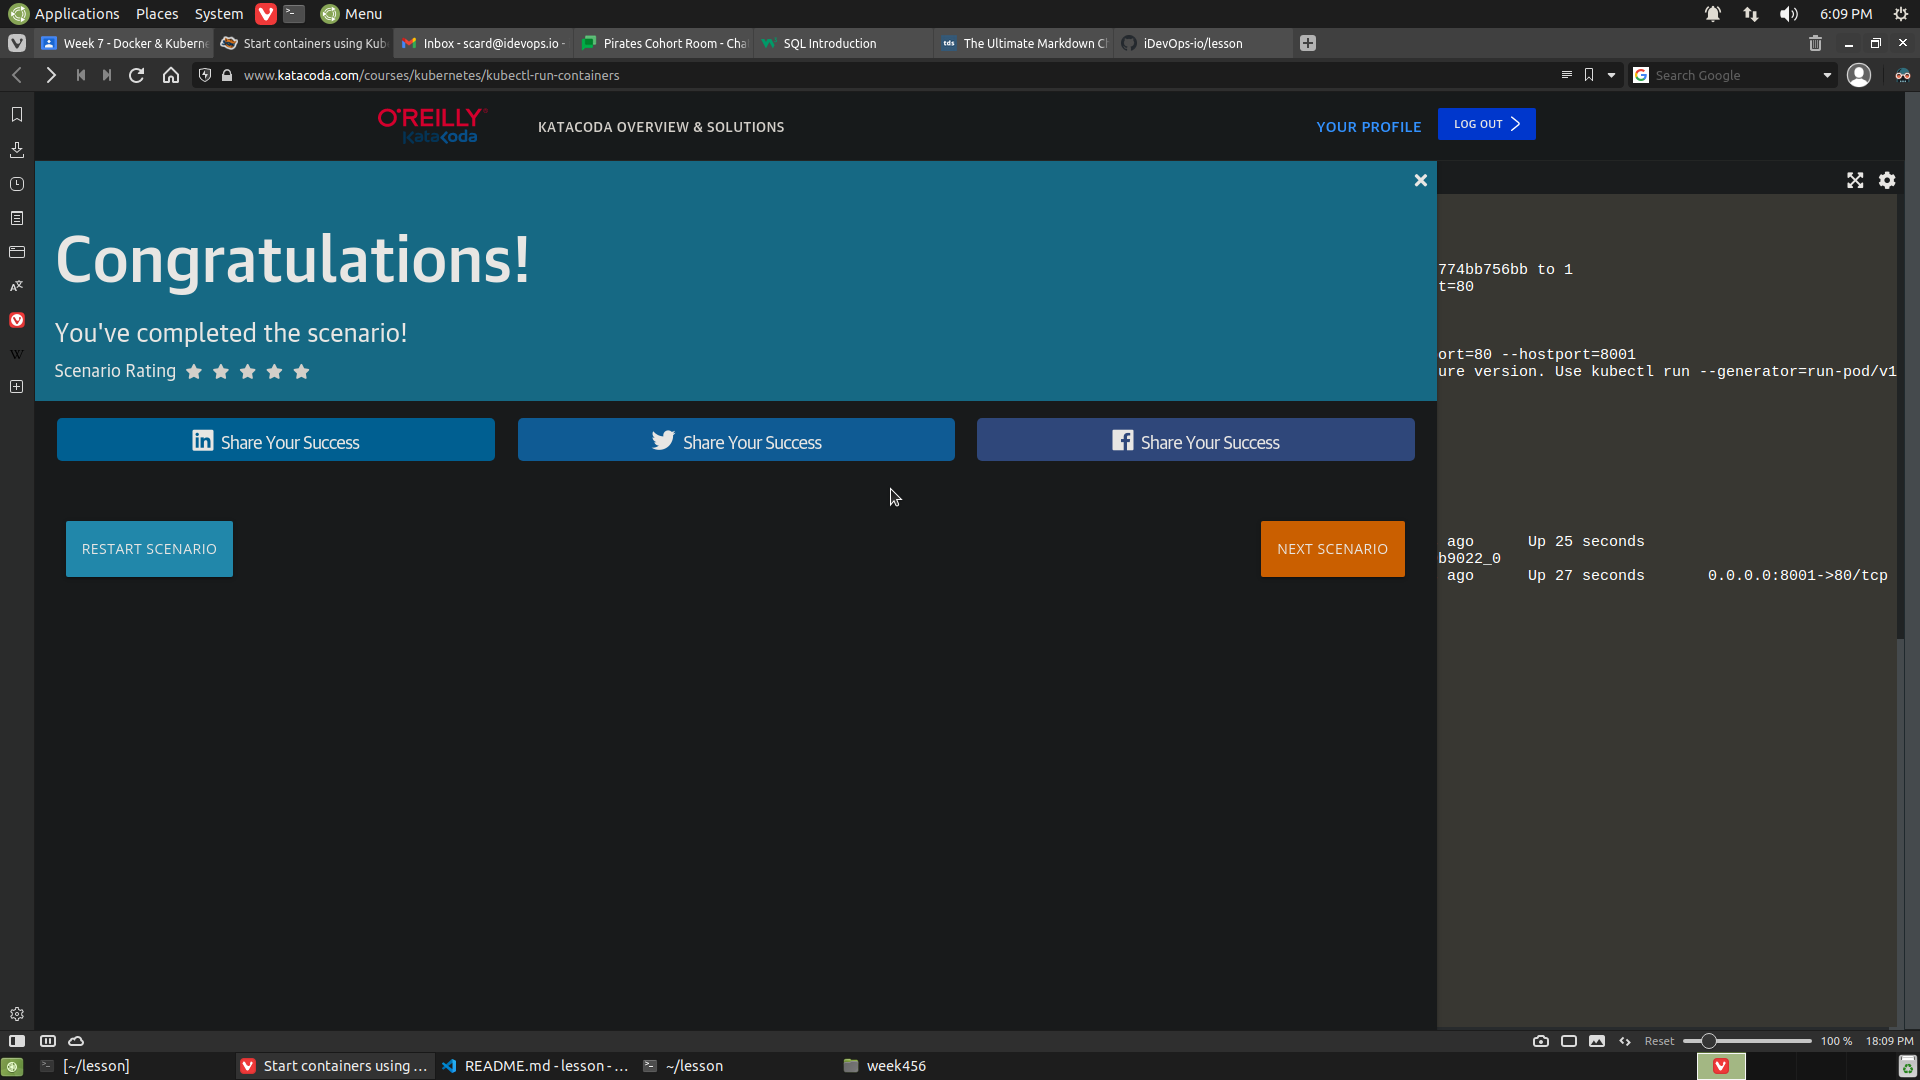 Applications Places System Menu 6:09 PM
Week 7 - Docker & Kuberne
Start containers using Kub
Inbox - scard@idevops.io -
Pirates Cohort Room - Cha
SQL Introduction
tds The Ultimate Markdown C
iDevOps-io/lesson
www.katacoda.com/courses/kubernetes/kubectl-run-containers
Search Google
O'REILLY
KataKoda
KATACODA OVERVIEW & SOLUTIONS
YOUR PROFILE
LOG OUT
Congratulations!
You've completed the scenario!
Scenario Rating
Share Your Success
Share Your Success
Share Your Success
RESTART SCENARIO
NEXT SCENARIO
774bb756bb to 1
t=80
ort=80 --hostport=8001
ure version. Use kubectl run --generator=run-pod/v1
ago Up 25 seconds
b9022_0
ago Up 27 seconds 0.0.0.0:8001->80/tcp
Reset 100 % 18:09 PM
[~/lesson]
Start containers using ...
README.md - lesson - ...
~/lesson
week456